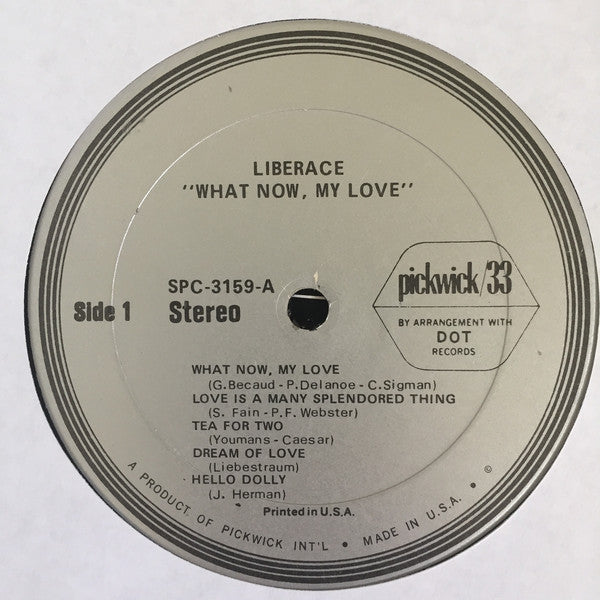 LIBERACE
"WHAT NOW, MY LOVE"
SPC-3159-A
Side 1 Stereo
pickwick/33
BY ARRANGEMENT WITH
DOT
RECORDS
WHAT NOW, MY LOVE
(G. Becaud - P. Delanoe - C. Sigman)
LOVE IS A MANY SPLENDORED THING
(S. Fain - P. F. Webster)
TEA FOR TWO
(Youmans - Caesar)
DREAM OF LOVE
(Liebestraum)
HELLO DOLLY
(J. Herman)
Printed in U.S.A.
A PRODUCT OF PICKWICK INT'L • MADE IN U.S.A. • ©